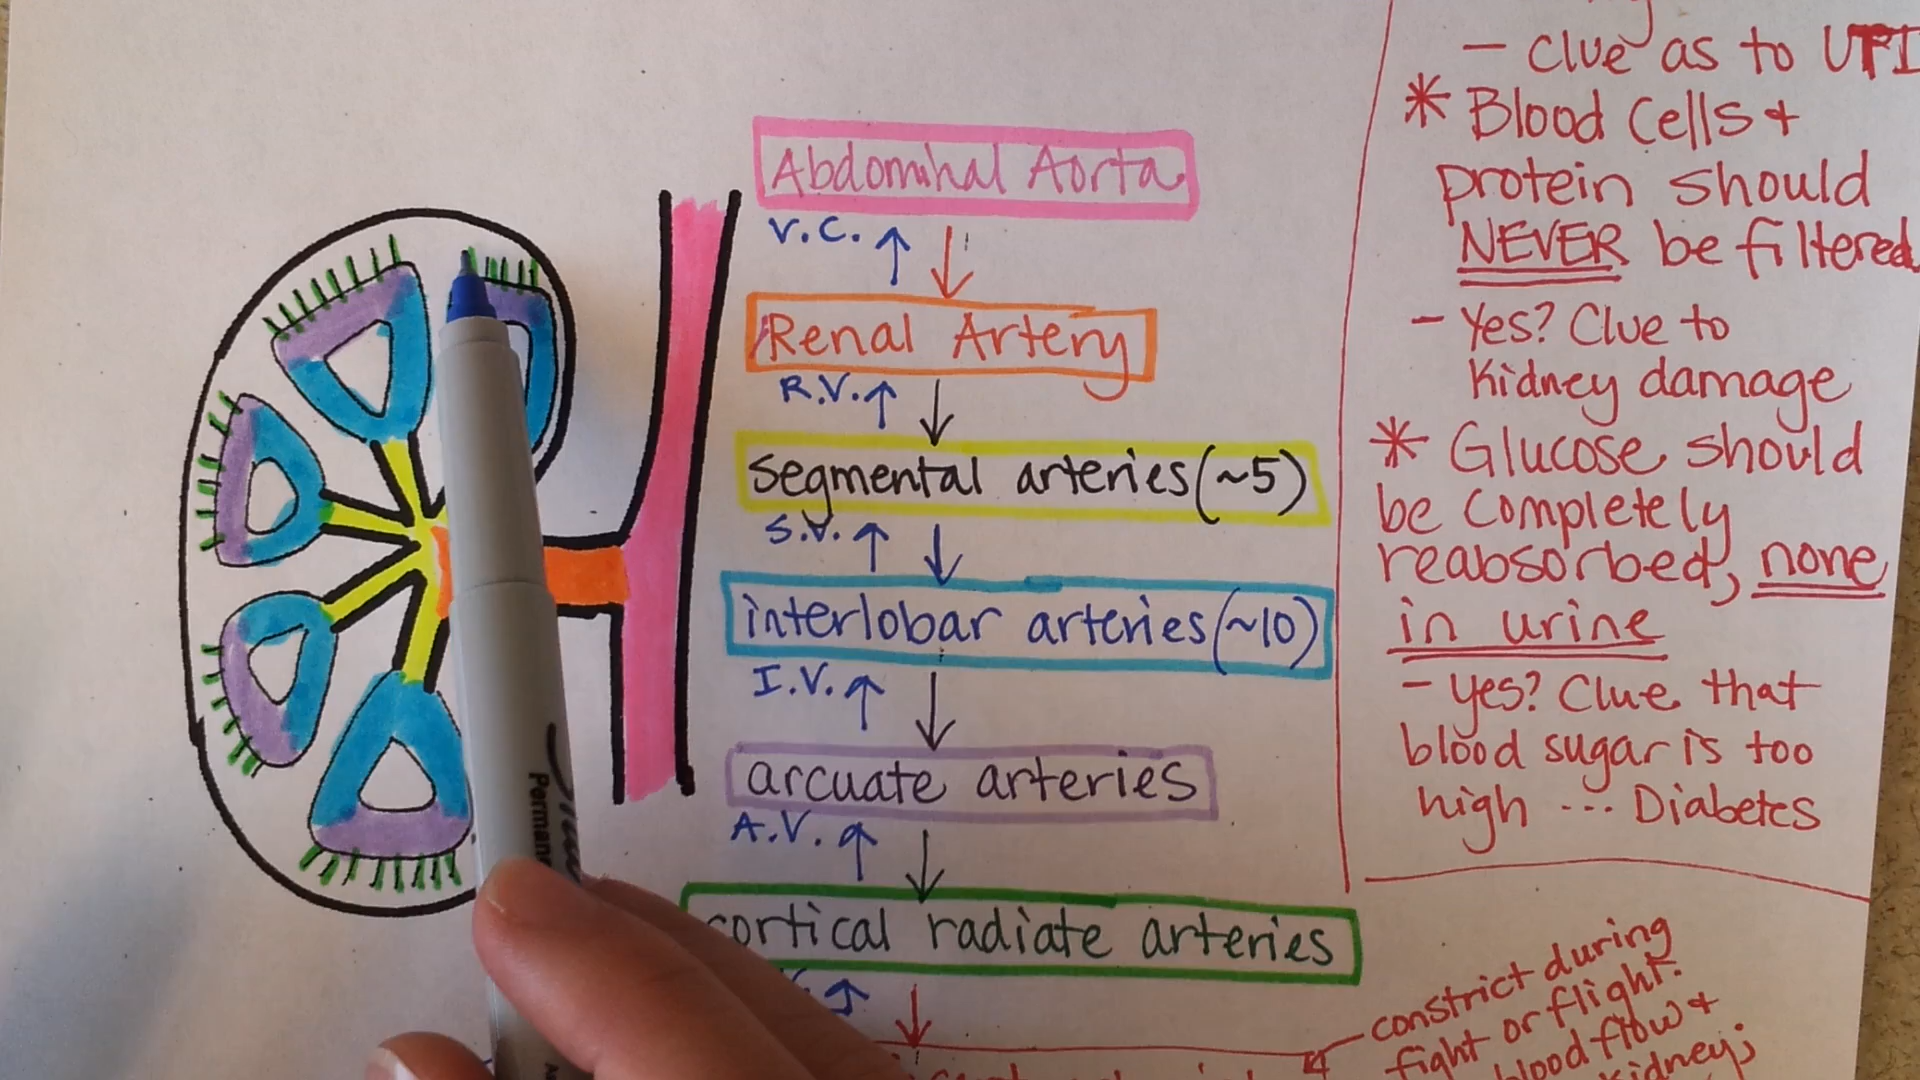 Abdominal Aorta
V.C. ↑ ↓
Renal Artery
R.V. ↑ ↓
segmental arteries (~5)
S.V. ↑ ↓
interlobar arteries (~10)
I.V. ↑ ↓
arcuate arteries
A.V. ↑ ↓
cortical radiate arteries
↑ ↓
- Clue as to UTI
* Blood Cells +
protein should
NEVER be filtered
- Yes? Clue to
Kidney damage
* Glucose should
be completely
reabsorbed, none
in urine
- yes? Clue that
blood sugar is too
high ... Diabetes
constrict during
fight or flight.
blood flow +
kidney;
Permanent